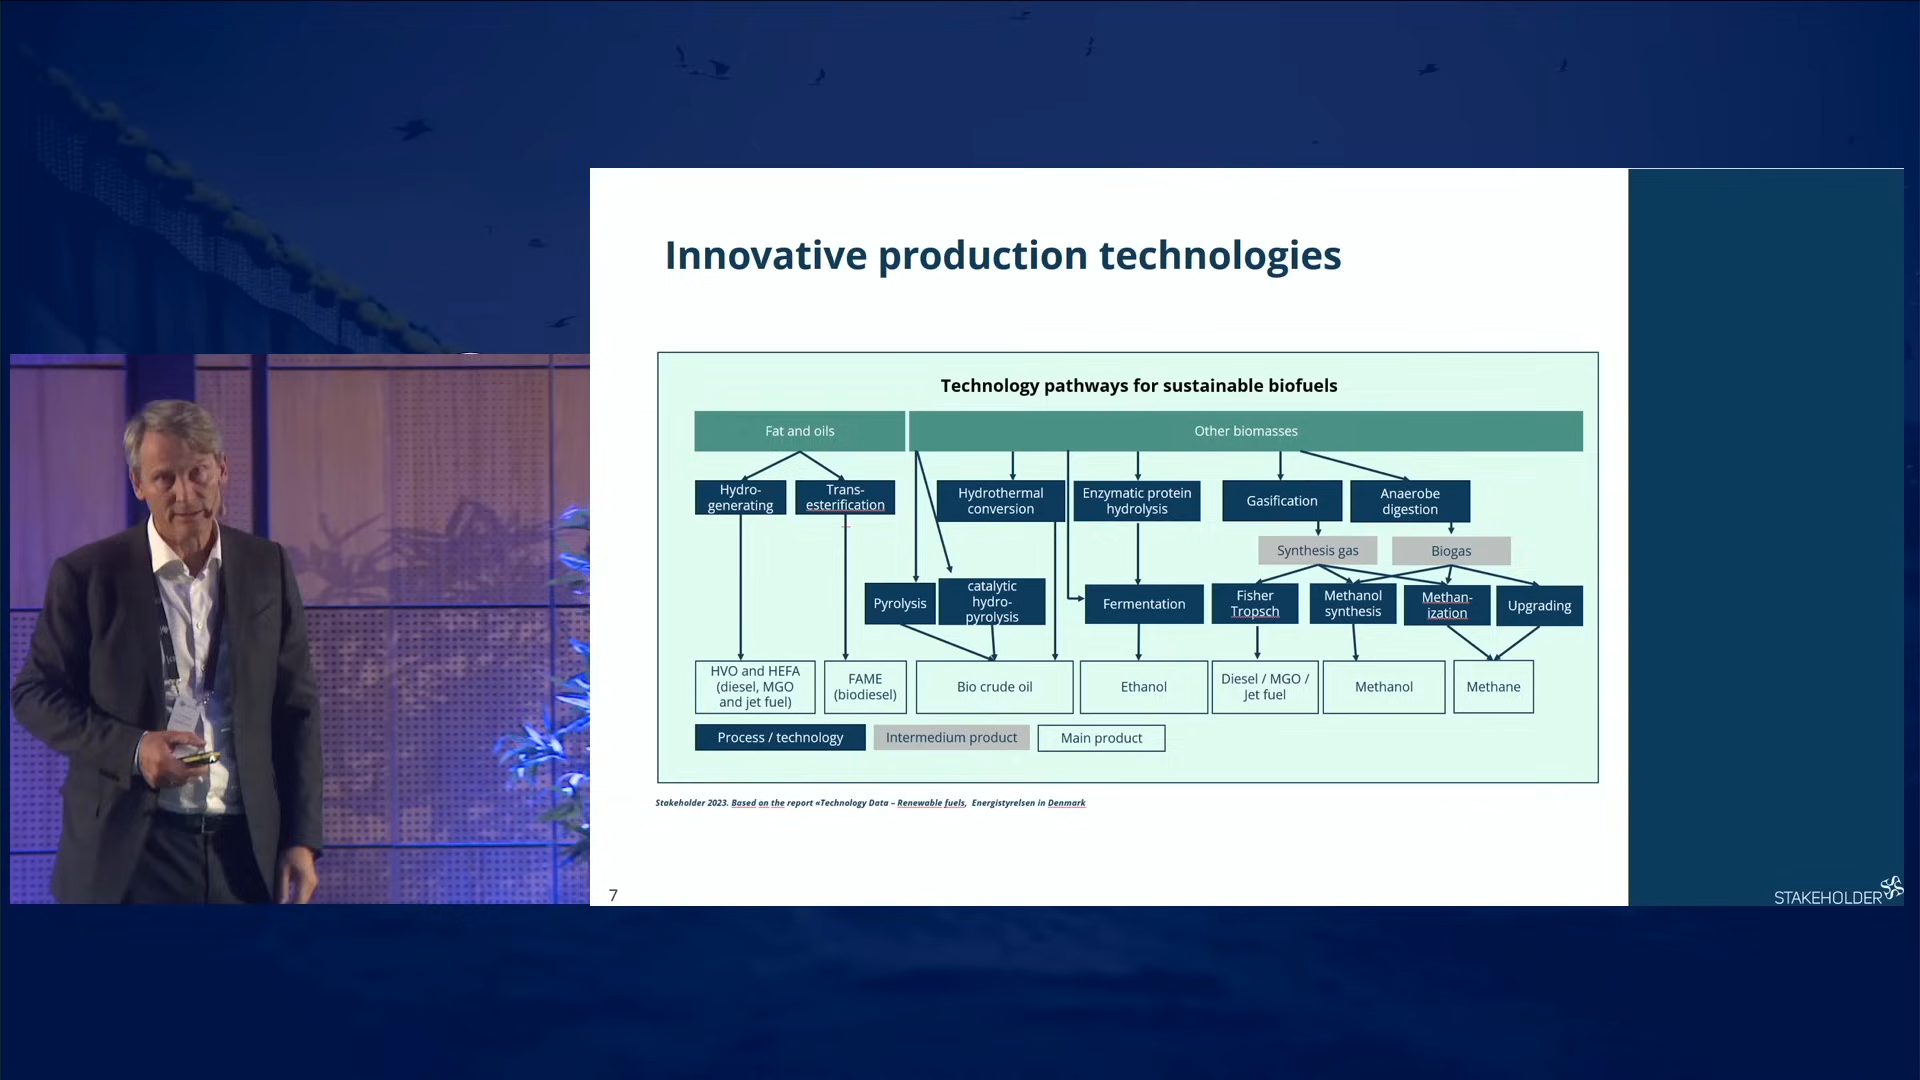 Innovative production technologies
Technology pathways for sustainable biofuels
Fat and oils
Other biomasses
Hydro-
generating
Trans-
esterification
Hydrothermal
conversion
Enzymatic protein
hydrolysis
Gasification
Anaerobe
digestion
Synthesis gas
Biogas
Pyrolysis
catalytic
hydro-
pyrolysis
Fermentation
Fisher
Tropsch
Methanol
synthesis
Methan-
ization
Upgrading
HVO and HEFA
(diesel, MGO
and jet fuel)
FAME
(biodiesel)
Bio crude oil
Ethanol
Diesel / MGO /
Jet fuel
Methanol
Methane
Process / technology
Intermedium product
Main product
Stakeholder 2023. Based on the report «Technology Data – Renewable fuels, Energistyrelsen in Denmark
7
STAKEHOLDER